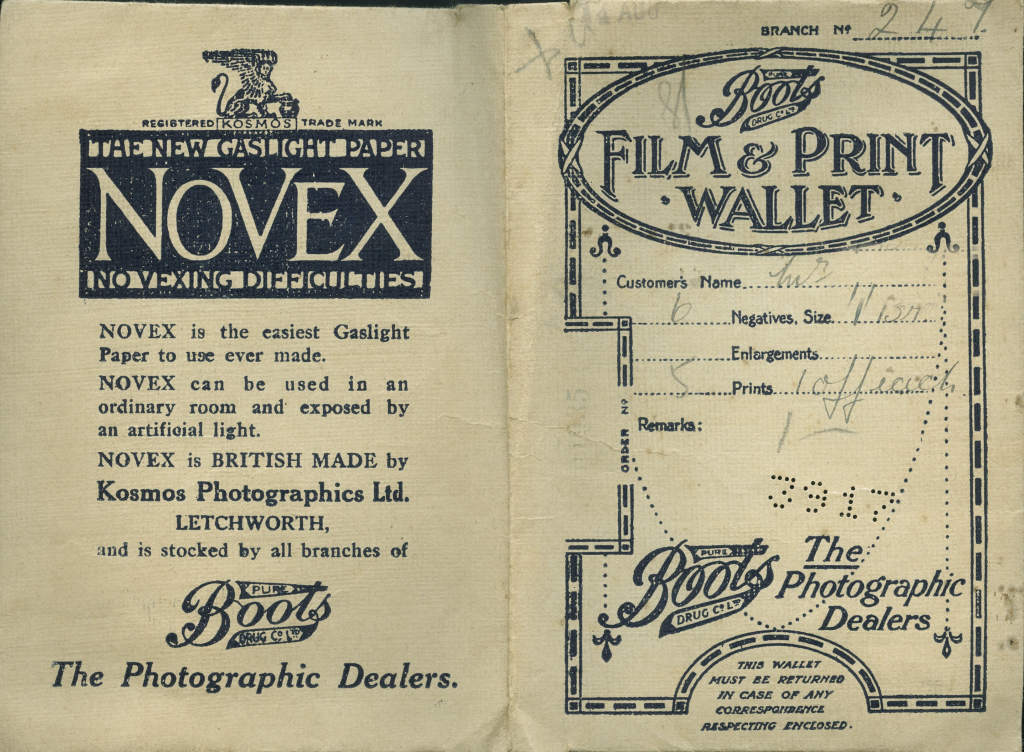 REGISTERED KOSMOS TRADE MARK
THE NEW GASLIGHT PAPER
NOVEX
NO VEXING DIFFICULTIES
NOVEX is the easiest Gaslight
Paper to use ever made.
NOVEX can be used in an
ordinary room and exposed by
an artificial light.
NOVEX is BRITISH MADE by
Kosmos Photographics Ltd.
LETCHWORTH,
and is stocked by all branches of
PURE
Boots
DRUG Cº LTD
The Photographic Dealers.
AUG
BRANCH Nº 247
Boots
DRUG Cº LTD
FILM & PRINT
· WALLET ·
Customer's Name
6 Negatives, Size
Enlargements
5 Prints 1 off each
Remarks:
ORDER Nº
3917
PURE
Boots
DRUG Cº LTD
The
Photographic
Dealers
THIS WALLET
MUST BE RETURNED
IN CASE OF ANY
CORRESPONDENCE
RESPECTING ENCLOSED.